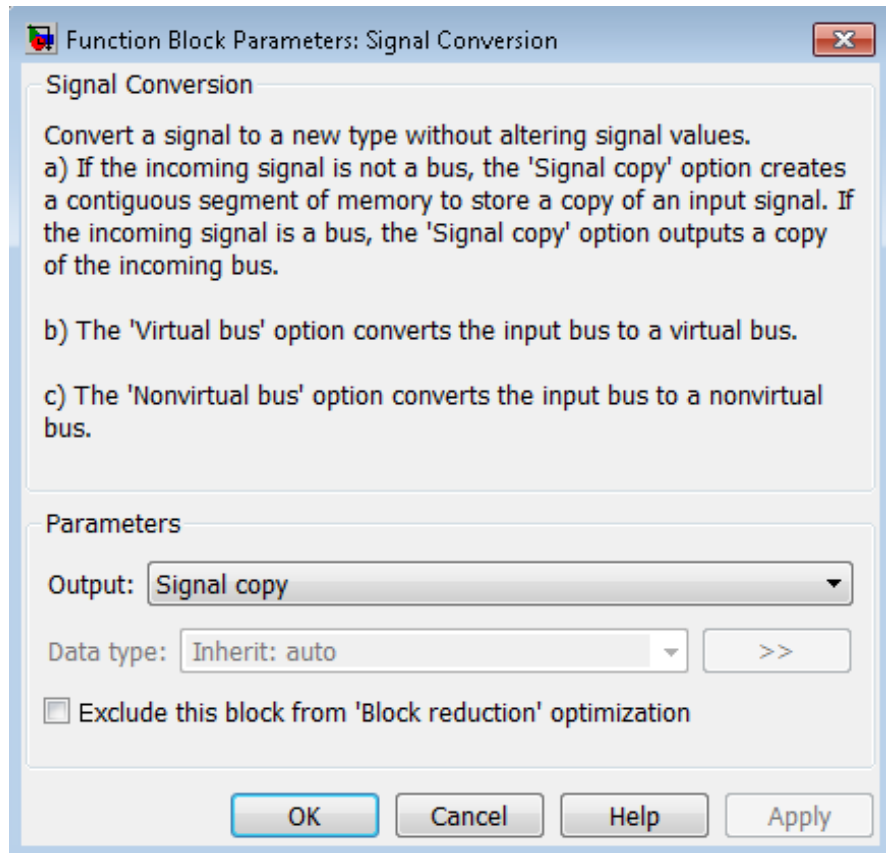 Function Block Parameters: Signal Conversion
Signal Conversion
Convert a signal to a new type without altering signal values.
a) If the incoming signal is not a bus, the 'Signal copy' option creates
a contiguous segment of memory to store a copy of an input signal. If
the incoming signal is a bus, the 'Signal copy' option outputs a copy
of the incoming bus.
b) The 'Virtual bus' option converts the input bus to a virtual bus.
c) The 'Nonvirtual bus' option converts the input bus to a nonvirtual
bus.
Parameters
Output: Signal copy
Data type: Inherit: auto >>
Exclude this block from 'Block reduction' optimization
OK Cancel Help Apply